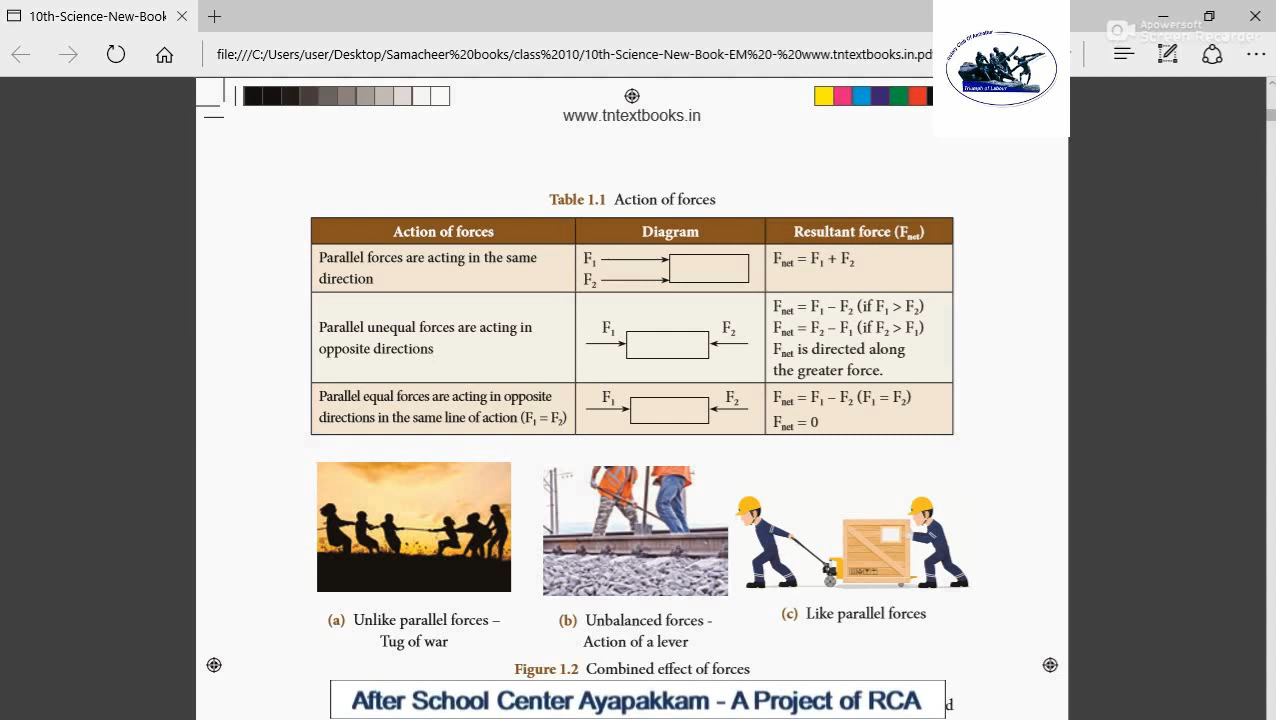 10th-Science-New-Book-E
Apowersoft
Screen Recorder
file:///C:/Users/user/Desktop/Samacheer%20books/class%2010/10th-Science-New-Book-EM%20-%20www.tntextbooks.in.pd
Triumph of Labour
www.tntextbooks.in
Table 1.1 Action of forces
Action of forces
Diagram
Resultant force (Fnet)
Parallel forces are acting in the same
direction
F1
F2
Fnet = F1 + F2
Parallel unequal forces are acting in
opposite directions
F1
F2
Fnet = F1 – F2 (if F1 > F2)
Fnet = F2 – F1 (if F2 > F1)
Fnet is directed along
the greater force.
Parallel equal forces are acting in opposite
directions in the same line of action (F1 = F2)
F1
F2
Fnet = F1 – F2 (F1 = F2)
Fnet = 0
(a) Unlike parallel forces –
Tug of war
(b) Unbalanced forces -
Action of a lever
(c) Like parallel forces
Figure 1.2 Combined effect of forces
After School Center Ayapakkam - A Project of RCA
d